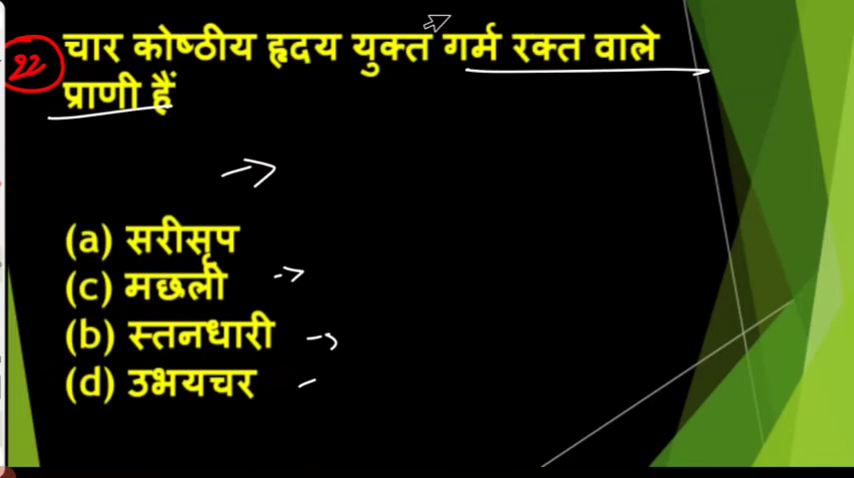 22 चार कोष्ठीय हृदय युक्त गर्म रक्त वाले
प्राणी हैं
(a) सरीसृप
(c) मछली
(b) स्तनधारी
(d) उभयचर